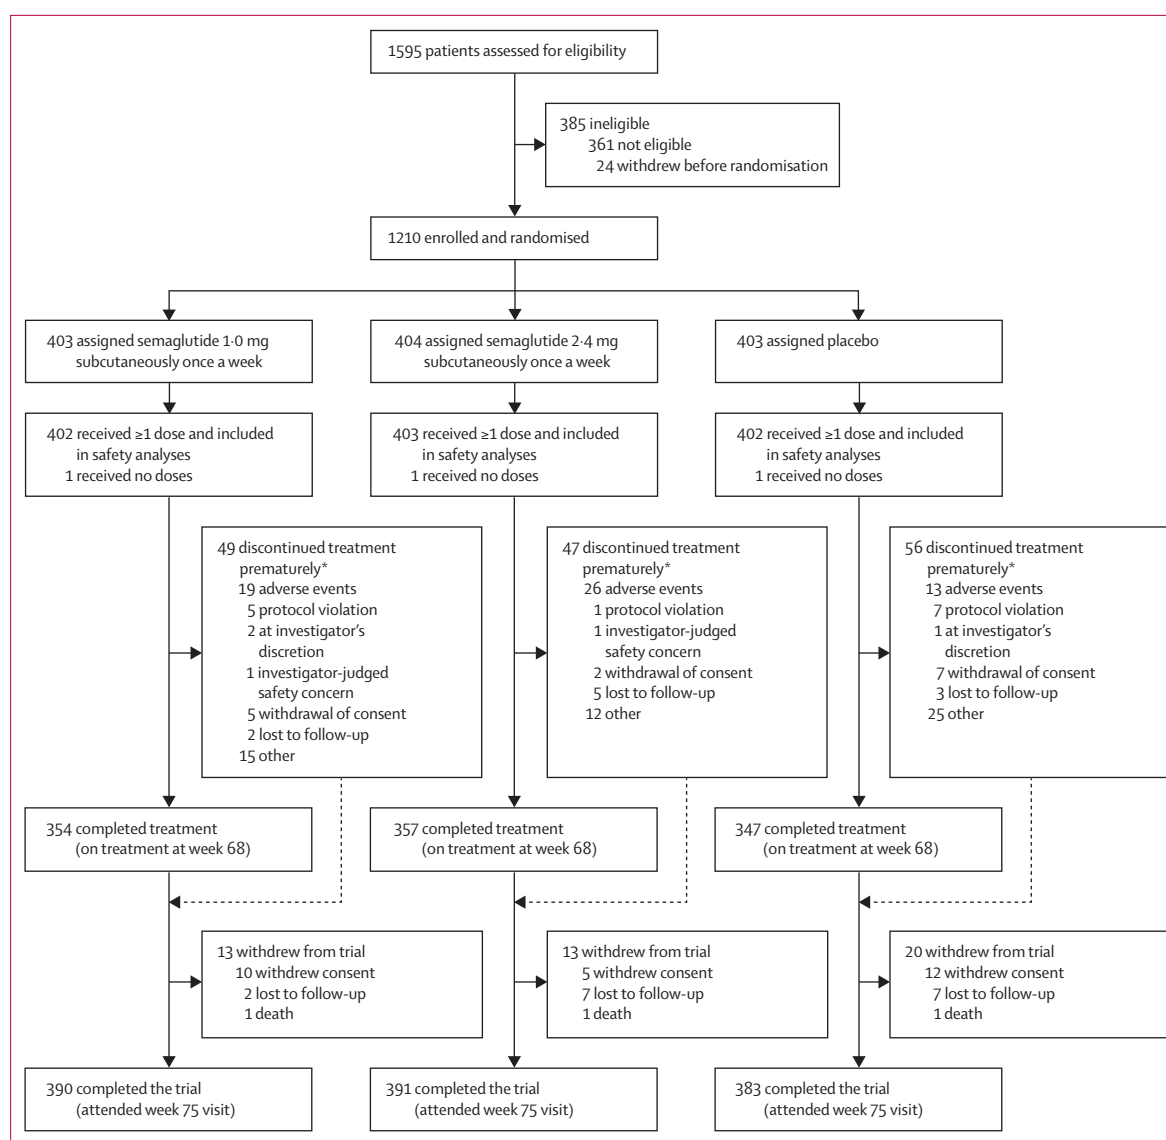 1595 patients assessed for eligibility
385 ineligible
361 not eligible
24 withdrew before randomisation
1210 enrolled and randomised
403 assigned semaglutide 1·0 mg
subcutaneously once a week
404 assigned semaglutide 2·4 mg
subcutaneously once a week
403 assigned placebo
402 received ≥1 dose and included
in safety analyses
1 received no doses
403 received ≥1 dose and included
in safety analyses
1 received no doses
402 received ≥1 dose and included
in safety analyses
1 received no doses
49 discontinued treatment
prematurely*
19 adverse events
5 protocol violation
2 at investigator's
discretion
1 investigator-judged
safety concern
5 withdrawal of consent
2 lost to follow-up
15 other
47 discontinued treatment
prematurely*
26 adverse events
1 protocol violation
1 investigator-judged
safety concern
2 withdrawal of consent
5 lost to follow-up
12 other
56 discontinued treatment
prematurely*
13 adverse events
7 protocol violation
1 at investigator's
discretion
7 withdrawal of consent
3 lost to follow-up
25 other
354 completed treatment
(on treatment at week 68)
357 completed treatment
(on treatment at week 68)
347 completed treatment
(on treatment at week 68)
13 withdrew from trial
10 withdrew consent
2 lost to follow-up
1 death
13 withdrew from trial
5 withdrew consent
7 lost to follow-up
1 death
20 withdrew from trial
12 withdrew consent
7 lost to follow-up
1 death
390 completed the trial
(attended week 75 visit)
391 completed the trial
(attended week 75 visit)
383 completed the trial
(attended week 75 visit)